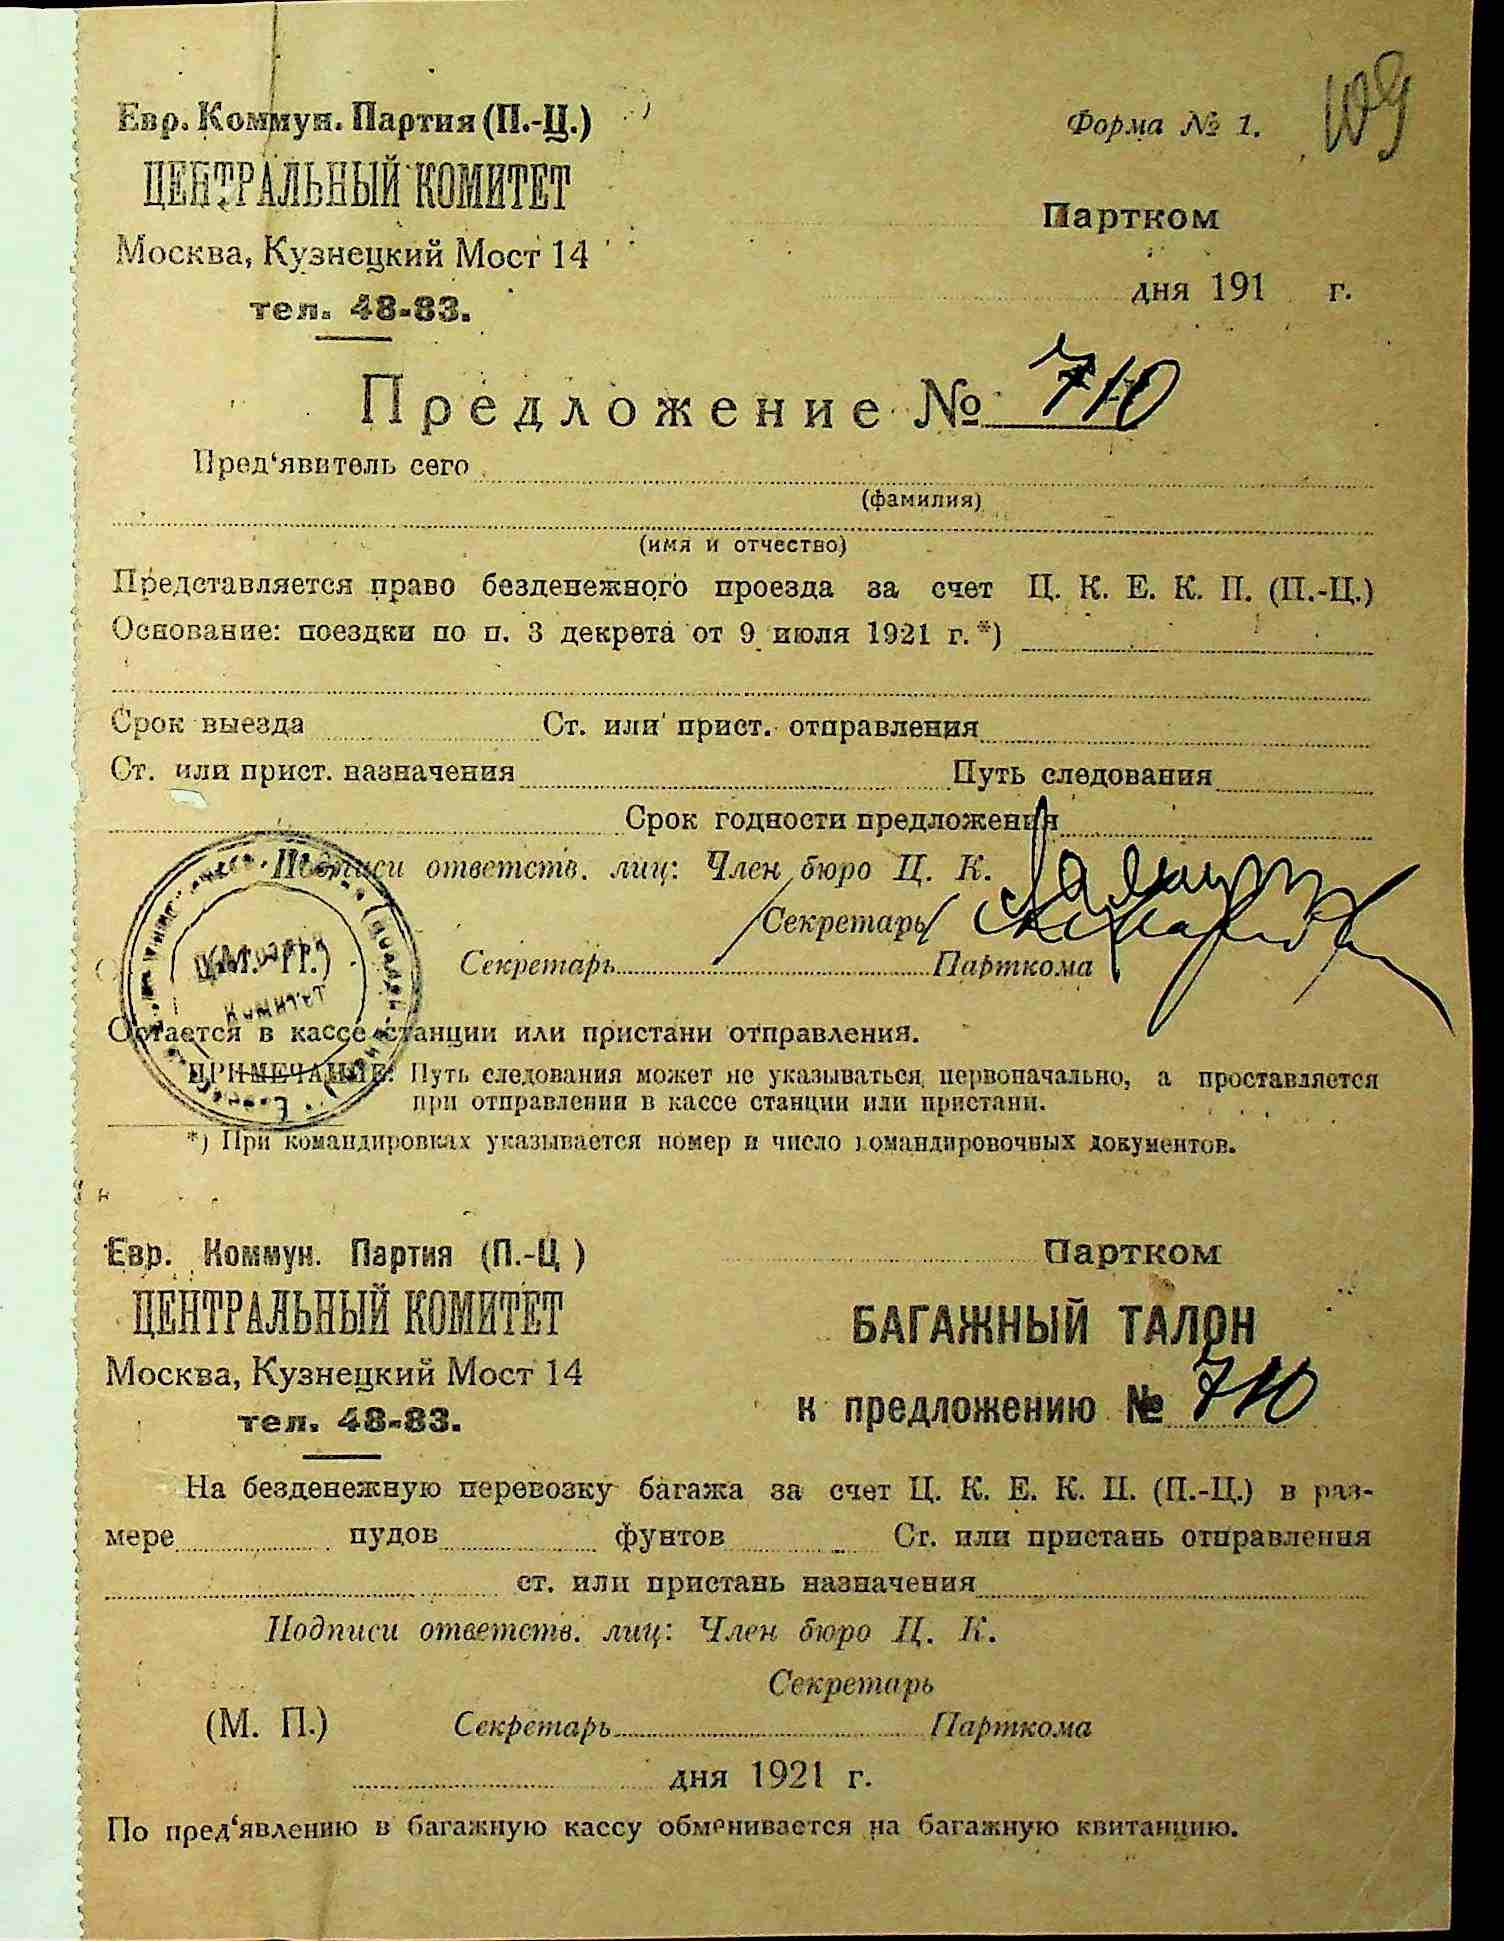 109
Евр. Коммун. Партия (П.-Ц.)
Форма № 1.
ЦЕНТРАЛЬНЫЙ КОМИТЕТ
Партком
Москва, Кузнецкий Мост 14
дня 191 г.
тел. 48-83.
Предложение № 710
Пред‘явитель сего
(фамилия)
(имя и отчество)
Представляется право безденежного проезда за счет Ц. К. Е. К. П. (П.-Ц.)
Основание: поездки по п. 3 декрета от 9 июля 1921 г.*)
Срок выезда Ст. или прист. отправления
Ст. или прист. назначения Путь следования
Срок годности предложения
Подписи ответств. лиц: Член бюро Ц. К.
Секретарь
Секретарь Парткома
(М. П.)
Остается в кассе станции или пристани отправления.
ПРИМЕЧАНИЕ: Путь следования может не указываться первоначально, а проставляется
при отправлении в кассе станции или пристани.
*) При командировках указывается номер и число командировочных документов.
Евр. Коммун. Партия (П.-Ц )
Партком
ЦЕНТРАЛЬНЫЙ КОМИТЕТ
БАГАЖНЫЙ ТАЛОН
Москва, Кузнецкий Мост 14
к предложению № 710
тел. 48-83.
На безденежную перевозку багажа за счет Ц. К. Е. К. П. (П.-Ц.) в раз-
мере пудов фунтов Ст. или пристань отправления
ст. или пристань назначения
Подписи ответств. лиц: Член бюро Ц. К.
Секретарь
(М. П.) Секретарь Парткома
дня 1921 г.
По пред‘явлению в багажную кассу обменивается на багажную квитанцию.